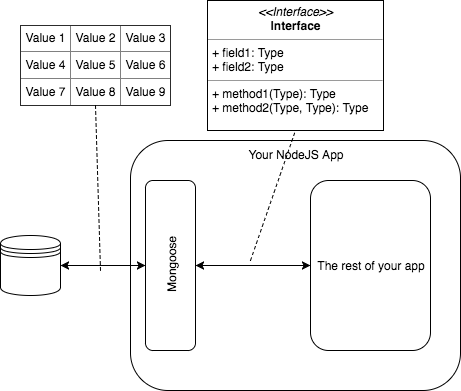 <<Interface>>
Interface
+ field1: Type
+ field2: Type
+ method1(Type): Type
+ method2(Type, Type): Type
Value 1 Value 2 Value 3
Value 4 Value 5 Value 6
Value 7 Value 8 Value 9
Your NodeJS App
Mongoose
The rest of your app